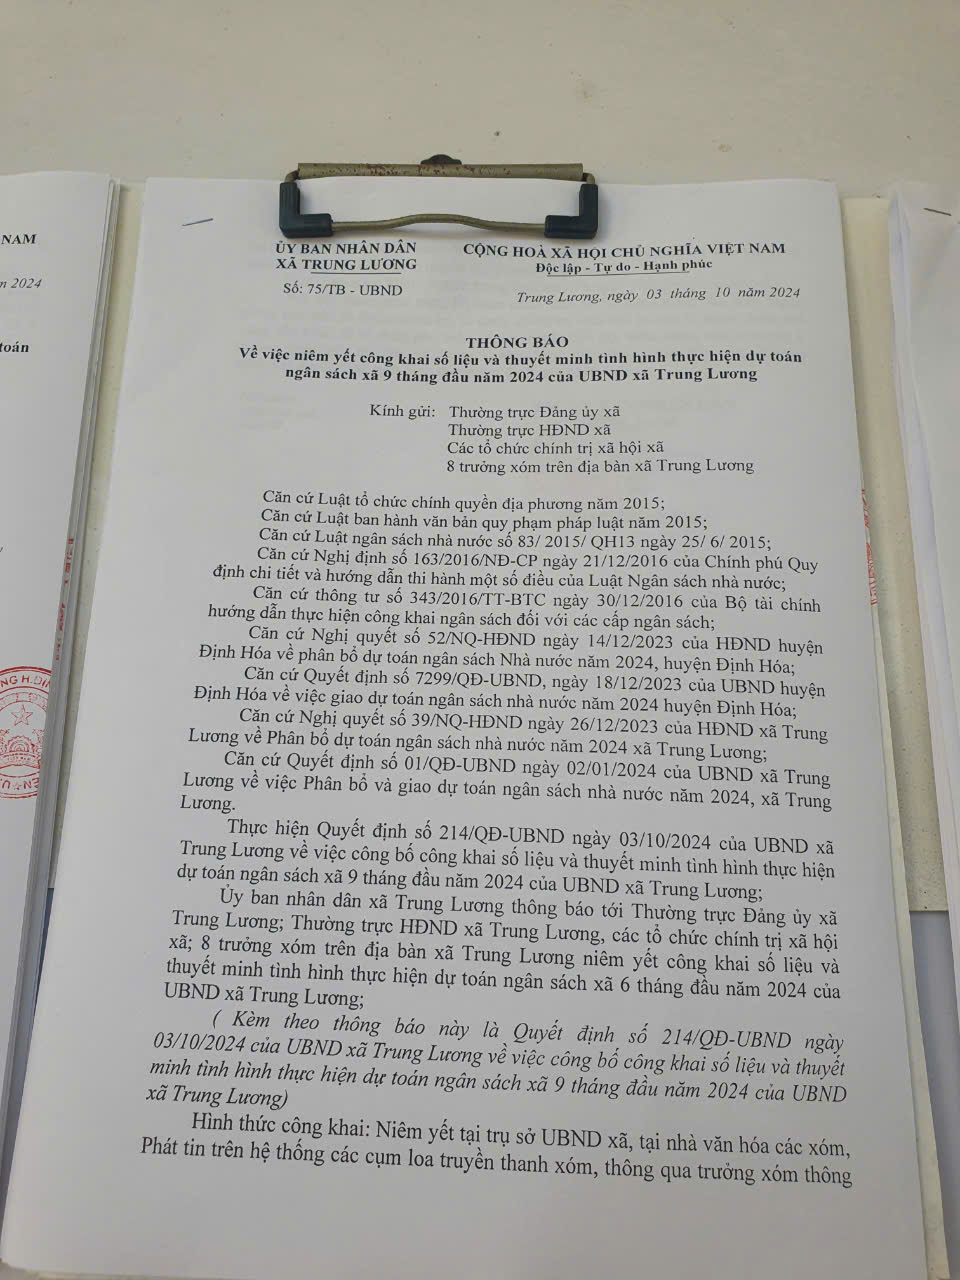 NAM
n 2024
toán
NG H.ĐỊN
ỦY BAN NHÂN DÂN
XÃ TRUNG LƯƠNG
Số: 75/TB - UBND
CỘNG HOÀ XÃ HỘI CHỦ NGHĨA VIỆT NAM
Độc lập - Tự do - Hạnh phúc
Trung Lương, ngày 03 tháng 10 năm 2024
THÔNG BÁO
Về việc niêm yết công khai số liệu và thuyết minh tình hình thực hiện dự toán
ngân sách xã 9 tháng đầu năm 2024 của UBND xã Trung Lương
Kính gửi: Thường trực Đảng ủy xã
Thường trực HĐND xã
Các tổ chức chính trị xã hội xã
8 trưởng xóm trên địa bàn xã Trung Lương
Căn cứ Luật tổ chức chính quyền địa phương năm 2015;
Căn cứ Luật ban hành văn bản quy phạm pháp luật năm 2015;
Căn cứ Luật ngân sách nhà nước số 83/ 2015/ QH13 ngày 25/ 6/ 2015;
Căn cứ Nghị định số 163/2016/NĐ-CP ngày 21/12/2016 của Chính phủ Quy
định chi tiết và hướng dẫn thi hành một số điều của Luật Ngân sách nhà nước;
Căn cứ thông tư số 343/2016/TT-BTC ngày 30/12/2016 của Bộ tài chính
hướng dẫn thực hiện công khai ngân sách đối với các cấp ngân sách;
Căn cứ Nghị quyết số 52/NQ-HĐND ngày 14/12/2023 của HĐND huyện
Định Hóa về phân bổ dự toán ngân sách Nhà nước năm 2024, huyện Định Hóa;
Căn cứ Quyết định số 7299/QĐ-UBND, ngày 18/12/2023 của UBND huyện
Định Hóa về việc giao dự toán ngân sách nhà nước năm 2024 huyện Định Hóa;
Căn cứ Nghị quyết số 39/NQ-HĐND ngày 26/12/2023 của HĐND xã Trung
Lương về Phân bổ dự toán ngân sách nhà nước năm 2024 xã Trung Lương;
Căn cứ Quyết định số 01/QĐ-UBND ngày 02/01/2024 của UBND xã Trung
Lương về việc Phân bổ và giao dự toán ngân sách nhà nước năm 2024, xã Trung
Lương.
Thực hiện Quyết định số 214/QĐ-UBND ngày 03/10/2024 của UBND xã
Trung Lương về việc công bố công khai số liệu và thuyết minh tình hình thực hiện
dự toán ngân sách xã 9 tháng đầu năm 2024 của UBND xã Trung Lương;
Ủy ban nhân dân xã Trung Lương thông báo tới Thường trực Đảng ủy xã
Trung Lương; Thường trực HĐND xã Trung Lương, các tổ chức chính trị xã hội
xã; 8 trưởng xóm trên địa bàn xã Trung Lương niêm yết công khai số liệu và
thuyết minh tình hình thực hiện dự toán ngân sách xã 6 tháng đầu năm 2024 của
UBND xã Trung Lương;
( Kèm theo thông báo này là Quyết định số 214/QĐ-UBND ngày
03/10/2024 của UBND xã Trung Lương về việc công bố công khai số liệu và thuyết
minh tình hình thực hiện dự toán ngân sách xã 9 tháng đầu năm 2024 của UBND
xã Trung Lương)
Hình thức công khai: Niêm yết tại trụ sở UBND xã, tại nhà văn hóa các xóm,
Phát tin trên hệ thống các cụm loa truyền thanh xóm, thông qua trưởng xóm thông